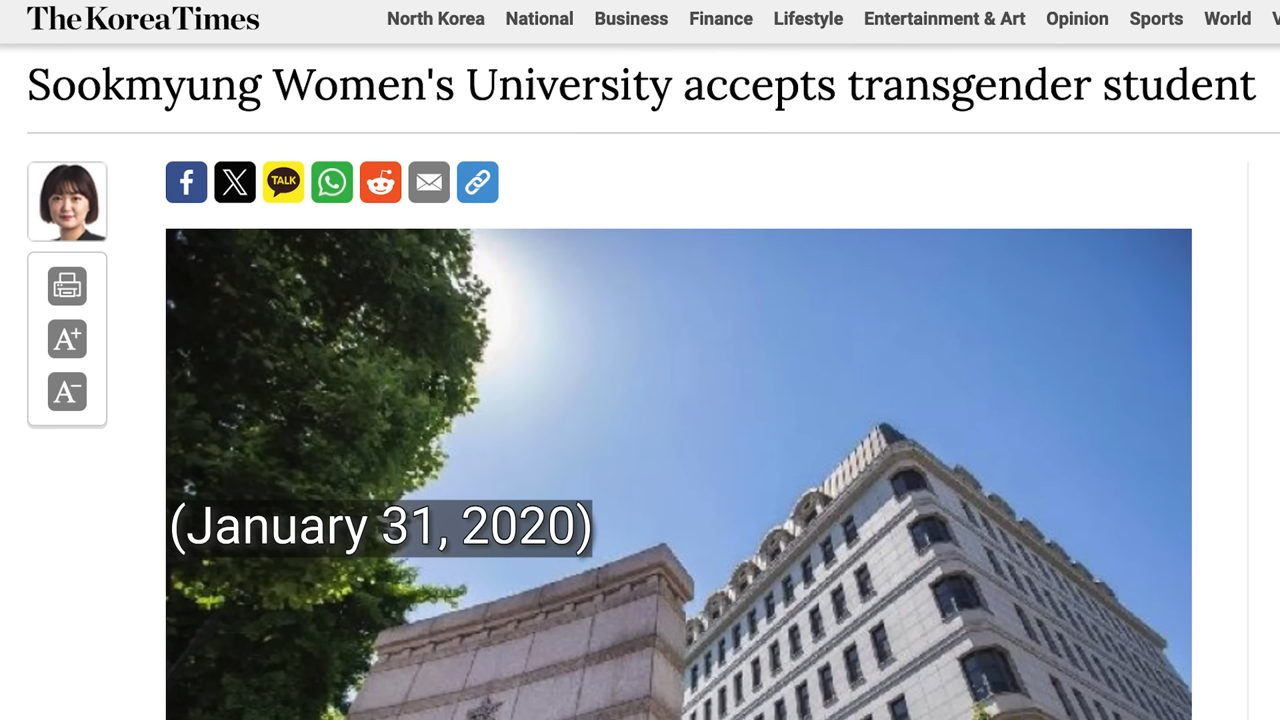 The Korea Times
North Korea National Business Finance Lifestyle Entertainment & Art Opinion Sports World
Sookmyung Women's University accepts transgender student
TALK
A+
A-
(January 31, 2020)